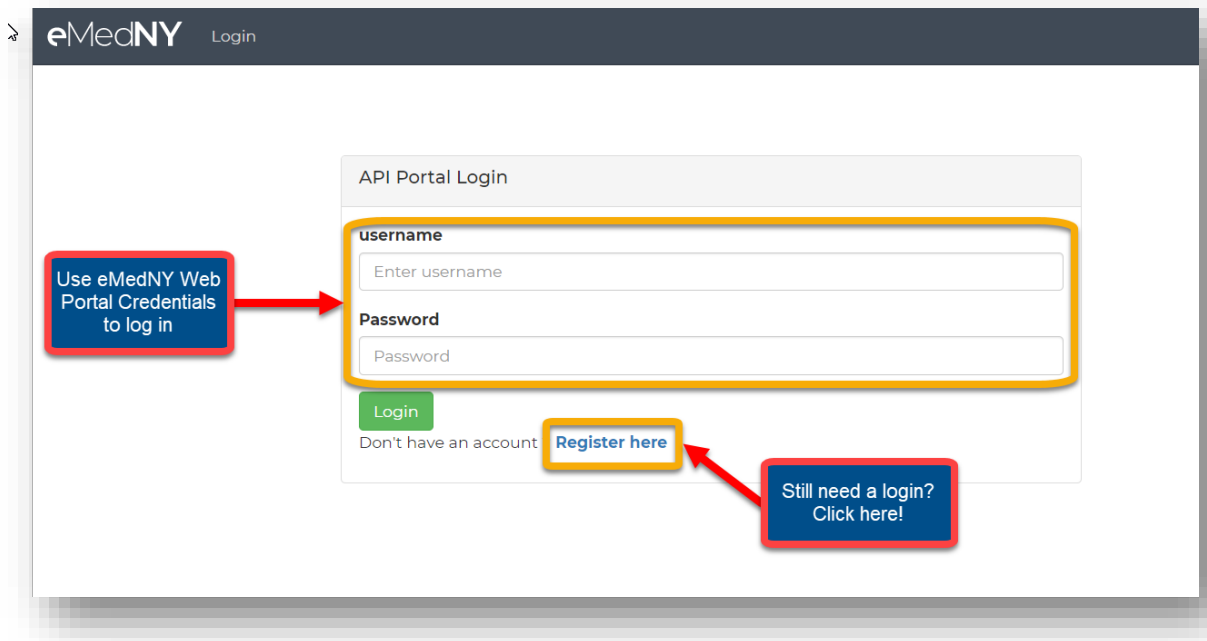 eMedNY Login
API Portal Login
username
Enter username
Use eMedNY Web
Portal Credentials
to log in
Password
Password
Login
Don't have an account Register here
Still need a login?
Click here!